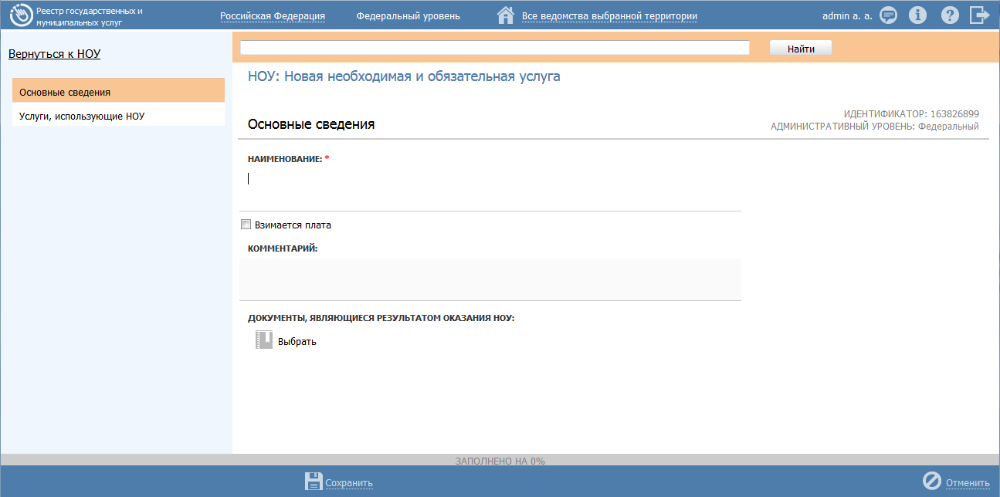 Реестр государственных и
муниципальных услуг
Российская Федерация
Федеральный уровень
Все ведомства выбранной территории
admin a. a.
Вернуться к НОУ
Найти
Основные сведения
Услуги, использующие НОУ
НОУ: Новая необходимая и обязательная услуга
Основные сведения
ИДЕНТИФИКАТОР: 163826899
АДМИНИСТРАТИВНЫЙ УРОВЕНЬ: Федеральный
НАИМЕНОВАНИЕ: *
Взимается плата
КОММЕНТАРИЙ:
ДОКУМЕНТЫ, ЯВЛЯЮЩИЕСЯ РЕЗУЛЬТАТОМ ОКАЗАНИЯ НОУ:
Выбрать
ЗАПОЛНЕНО НА 0%
Сохранить
Отменить